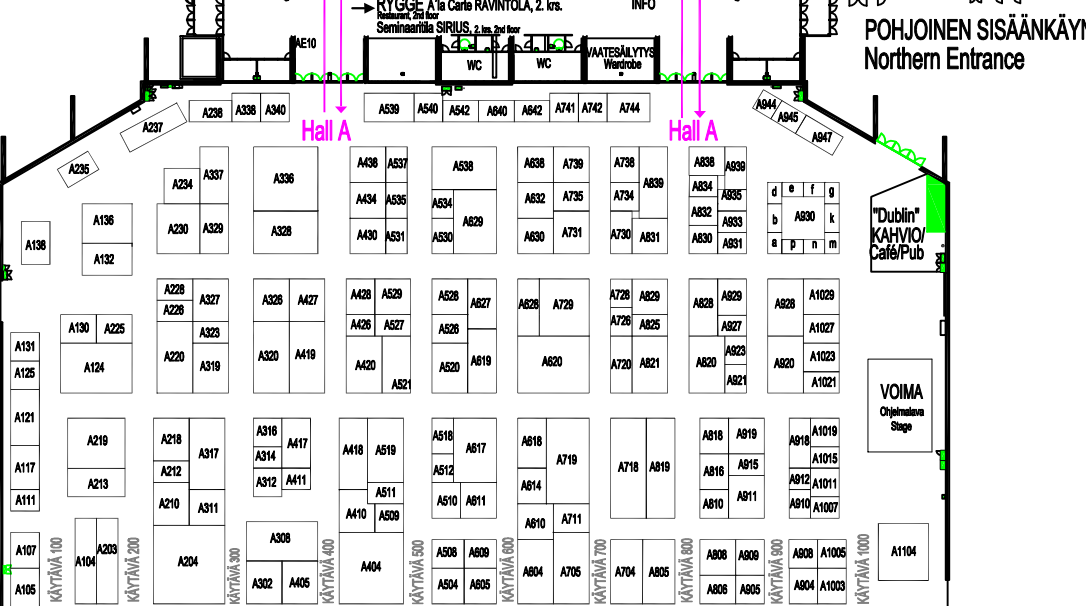 RYGGE A'la Carte RAVINTOLA, 2. krs.
Restaurant, 2nd floor
Seminaaritila SIRIUS, 2. krs, 2nd floor
INFO
POHJOINEN SISÄÄNKÄYN
Northern Entrance
AE10
WC
WC
VAATESÄILYTYS
Wardrobe
A237 A238 A338 A340 A539 A540 A542 A640 A642 A741 A742 A744 A944 A945 A947
Hall A
Hall A
A235 A234 A337 A336 A438 A537 A538 A638 A739 A738 A839 A838 A939
A434 A535 A534 A632 A735 A734 A834 A935
d e f g
A138 A136 A230 A329 A328 A430 A531 A530 A629 A630 A731 A730 A831 A832 A933 A830 A931
b A930 k
a p n m
A132
"Dublin"
KAHVIO/
Café/Pub
A228 A327 A326 A427 A428 A529 A528 A627 A628 A729 A728 A829 A828 A929 A928 A1029
A226
A131 A130 A225 A323 A426 A527 A526 A726 A825 A927 A1027
A125 A124 A220 A319 A320 A419 A420 A521 A520 A619 A620 A720 A821 A820 A923 A921 A920 A1023 A1021
VOIMA
Ohjelmalava
Stage
A121 A219 A218 A317 A316 A417 A418 A519 A518 A617 A618 A719 A718 A819 A818 A919 A918 A1019
A314
A117 A213 A212 A312 A411 A512 A614 A816 A915 A912 A1015 A1011
A111 A210 A311 A410 A511 A509 A510 A611 A610 A711 A810 A911 A910 A1007
A107 A104 A203 A204 A308 A404 A508 A609 A604 A705 A704 A805 A808 A909 A908 A1005 A1104
A105 A302 A405 A504 A605 A806 A905 A904 A1003
KÄYTÄVÄ 100
KÄYTÄVÄ 200
KÄYTÄVÄ 300
KÄYTÄVÄ 400
KÄYTÄVÄ 500
KÄYTÄVÄ 600
KÄYTÄVÄ 700
KÄYTÄVÄ 800
KÄYTÄVÄ 900
KÄYTÄVÄ 1000